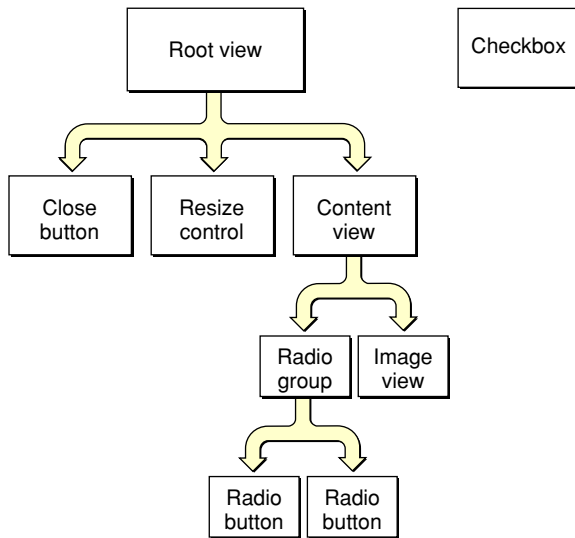 Root view
Checkbox
Close
button
Resize
control
Content
view
Radio
group
Image
view
Radio
button
Radio
button